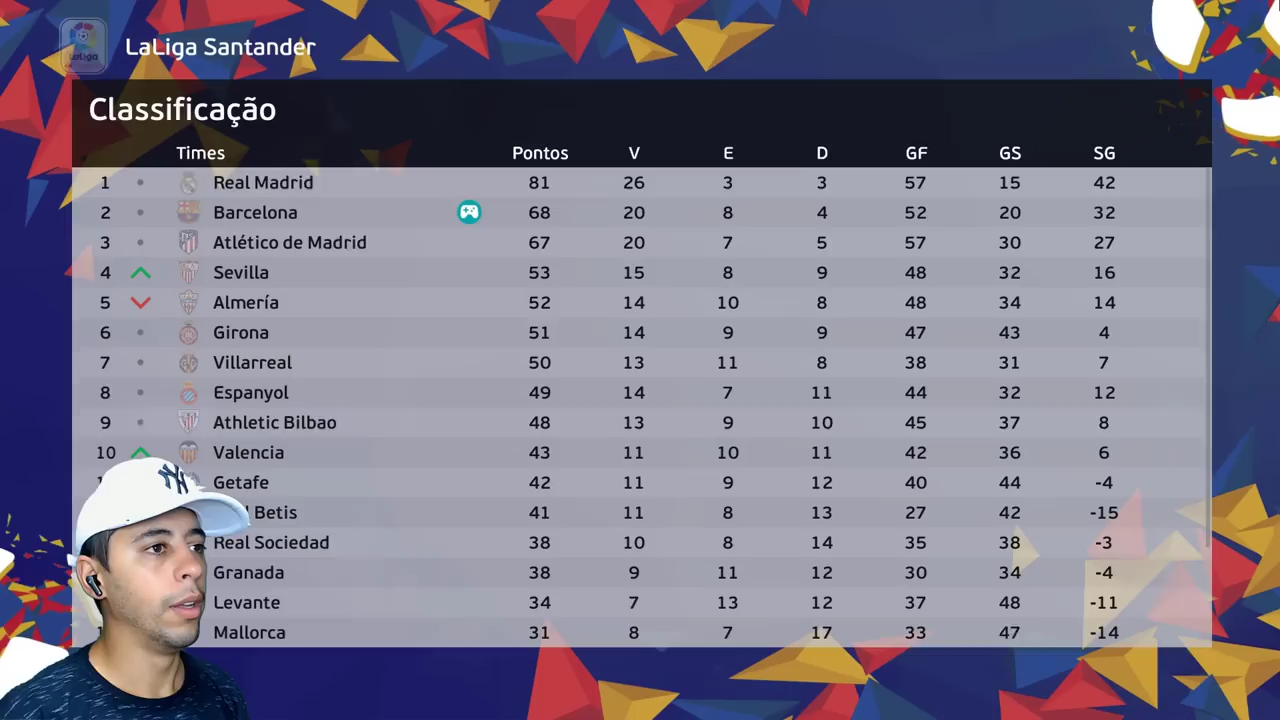 LaLiga Santander
Classificação
Times Pontos V E D GF GS SG
1 Real Madrid 81 26 3 3 57 15 42
2 Barcelona 68 20 8 4 52 20 32
3 Atlético de Madrid 67 20 7 5 57 30 27
4 Sevilla 53 15 8 9 48 32 16
5 Almería 52 14 10 8 48 34 14
6 Girona 51 14 9 9 47 43 4
7 Villarreal 50 13 11 8 38 31 7
8 Espanyol 49 14 7 11 44 32 12
9 Athletic Bilbao 48 13 9 10 45 37 8
10 Valencia 43 11 10 11 42 36 6
Getafe 42 11 9 12 40 44 -4
Betis 41 11 8 13 27 42 -15
Real Sociedad 38 10 8 14 35 38 -3
Granada 38 9 11 12 30 34 -4
Levante 34 7 13 12 37 48 -11
Mallorca 31 8 7 17 33 47 -14